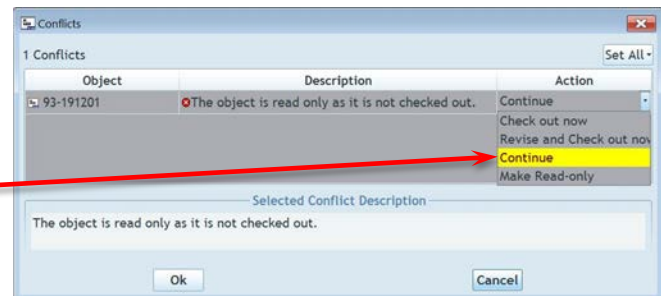 Conflicts
1 Conflicts
Set All
Object Description Action
93-191201 The object is read only as it is not checked out. Continue
Check out now
Revise and Check out now
Continue
Make Read-only
Selected Conflict Description
The object is read only as it is not checked out.
Ok Cancel